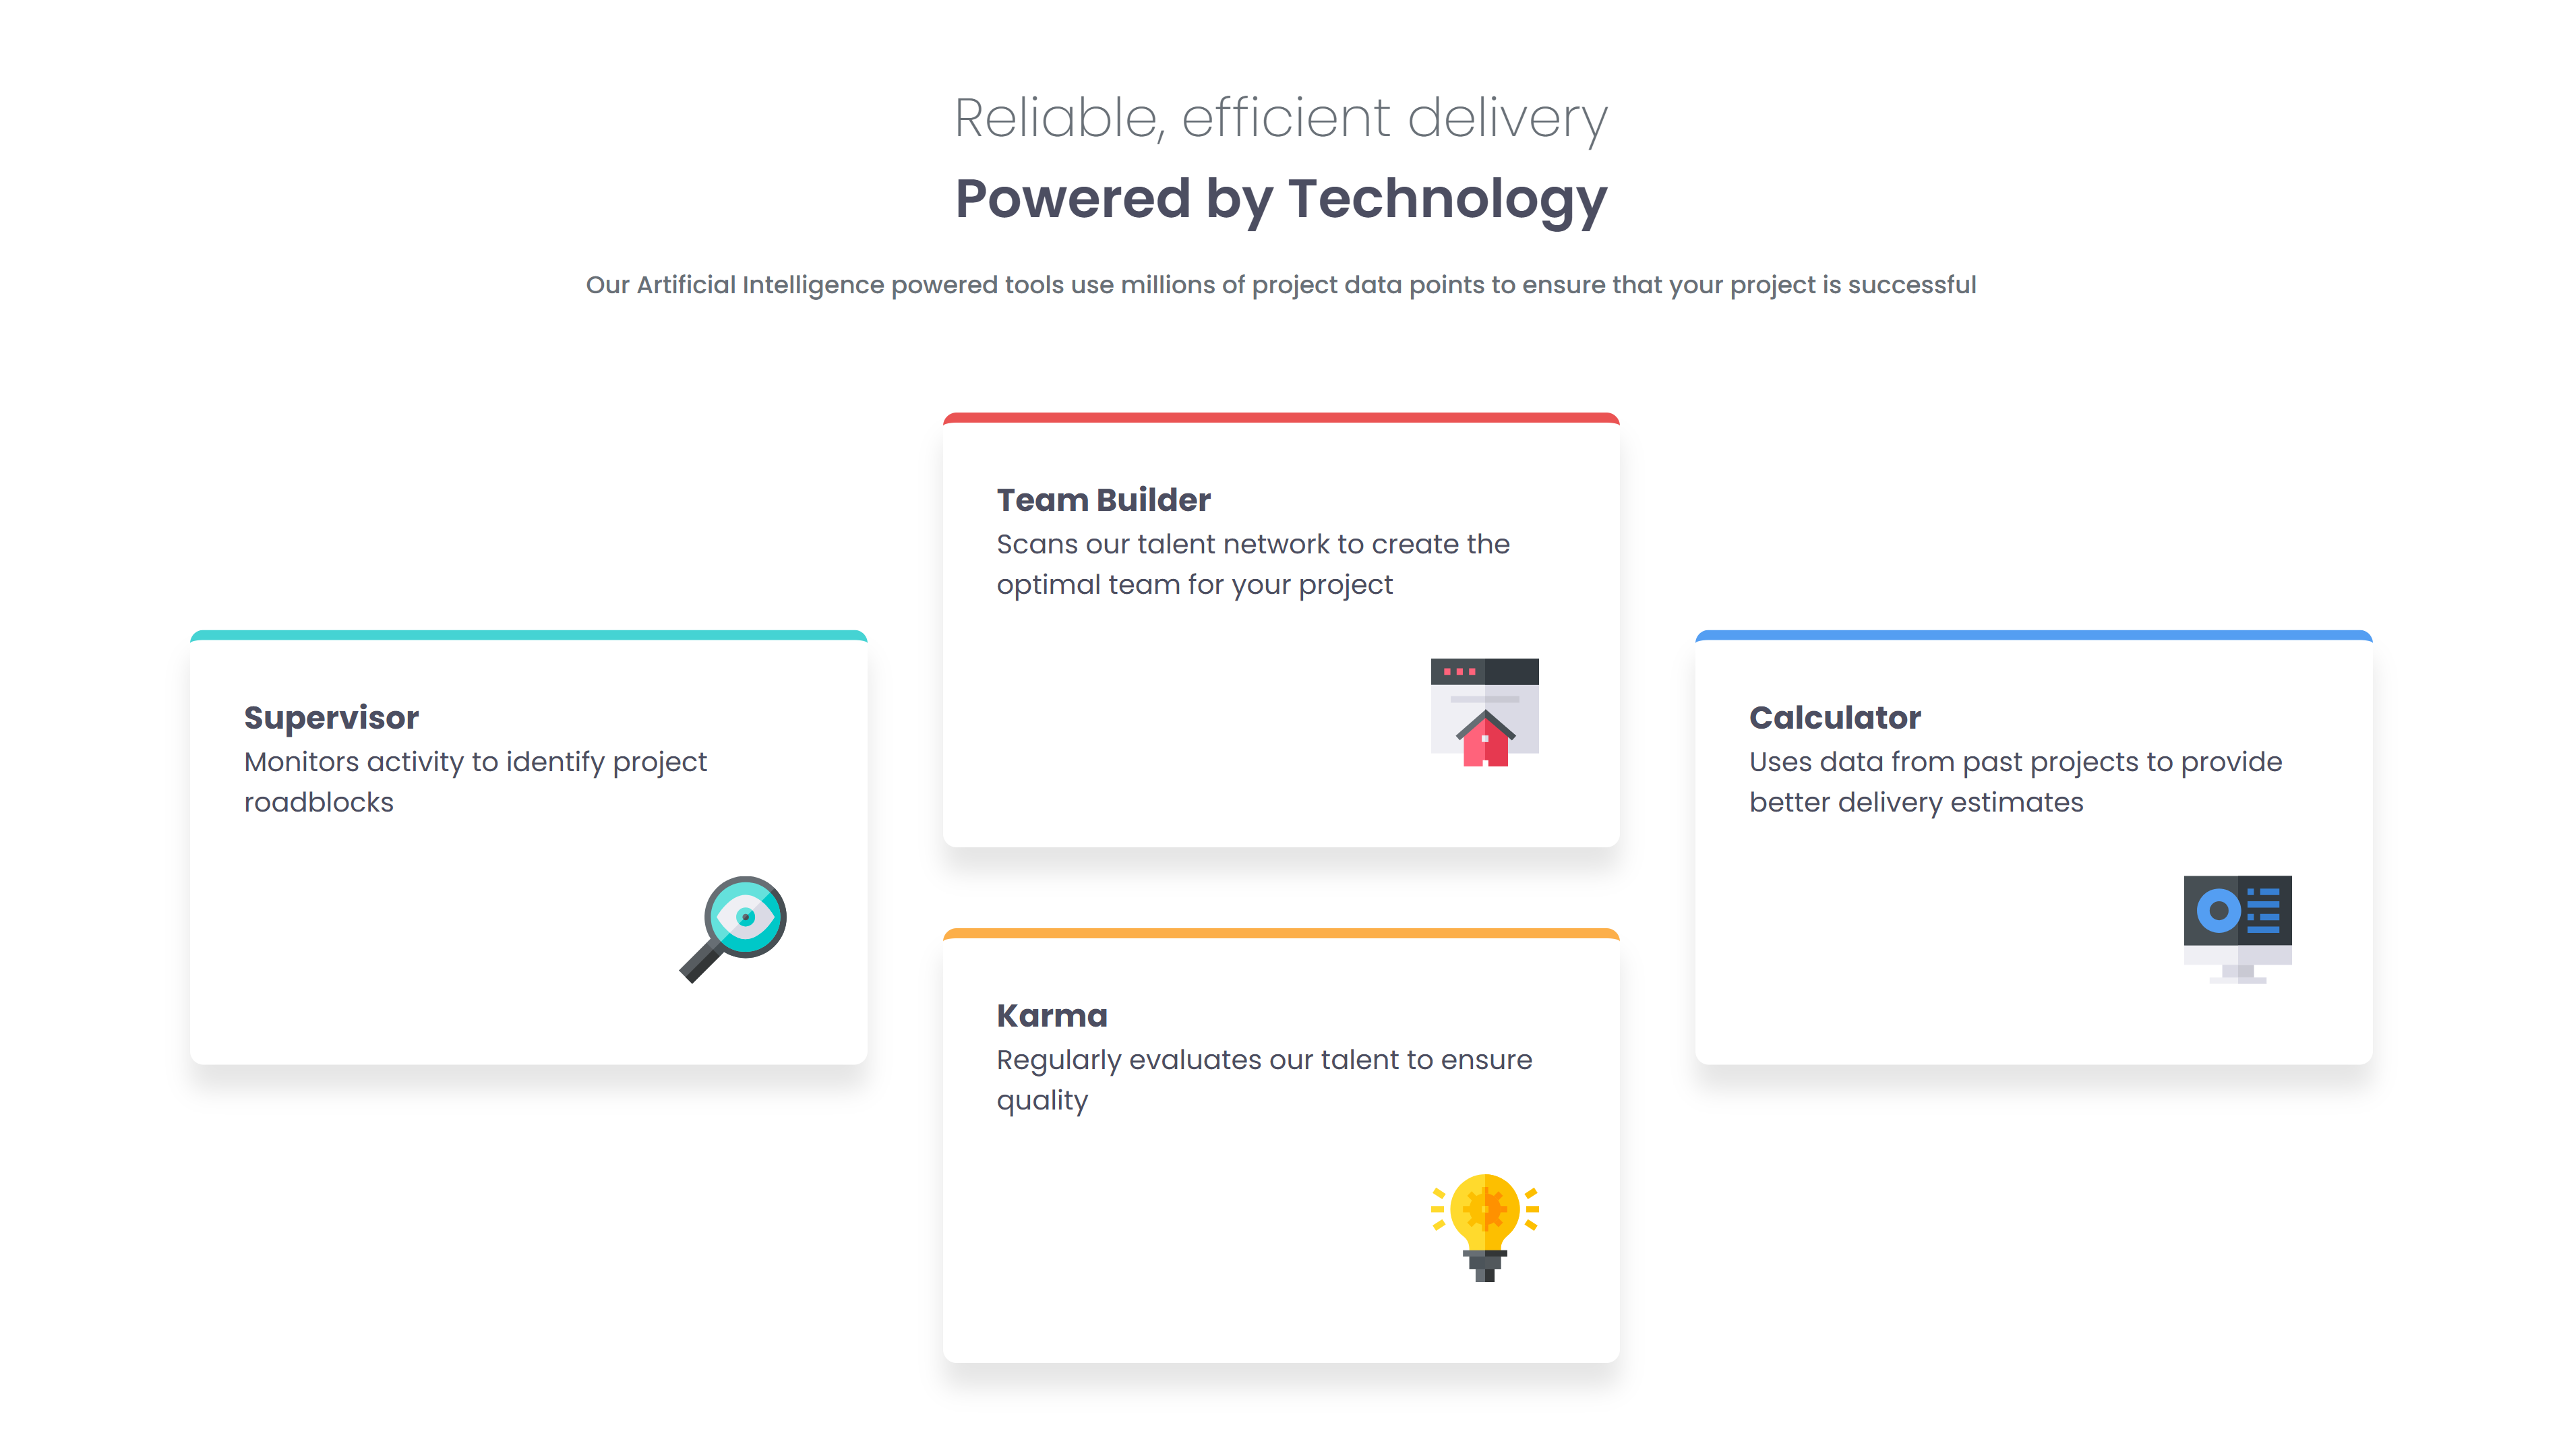 Reliable, efficient delivery
Powered by Technology
Our Artificial Intelligence powered tools use millions of project data points to ensure that your project is successful
Supervisor
Monitors activity to identify project
roadblocks
Team Builder
Scans our talent network to create the
optimal team for your project
Karma
Regularly evaluates our talent to ensure
quality
Calculator
Uses data from past projects to provide
better delivery estimates